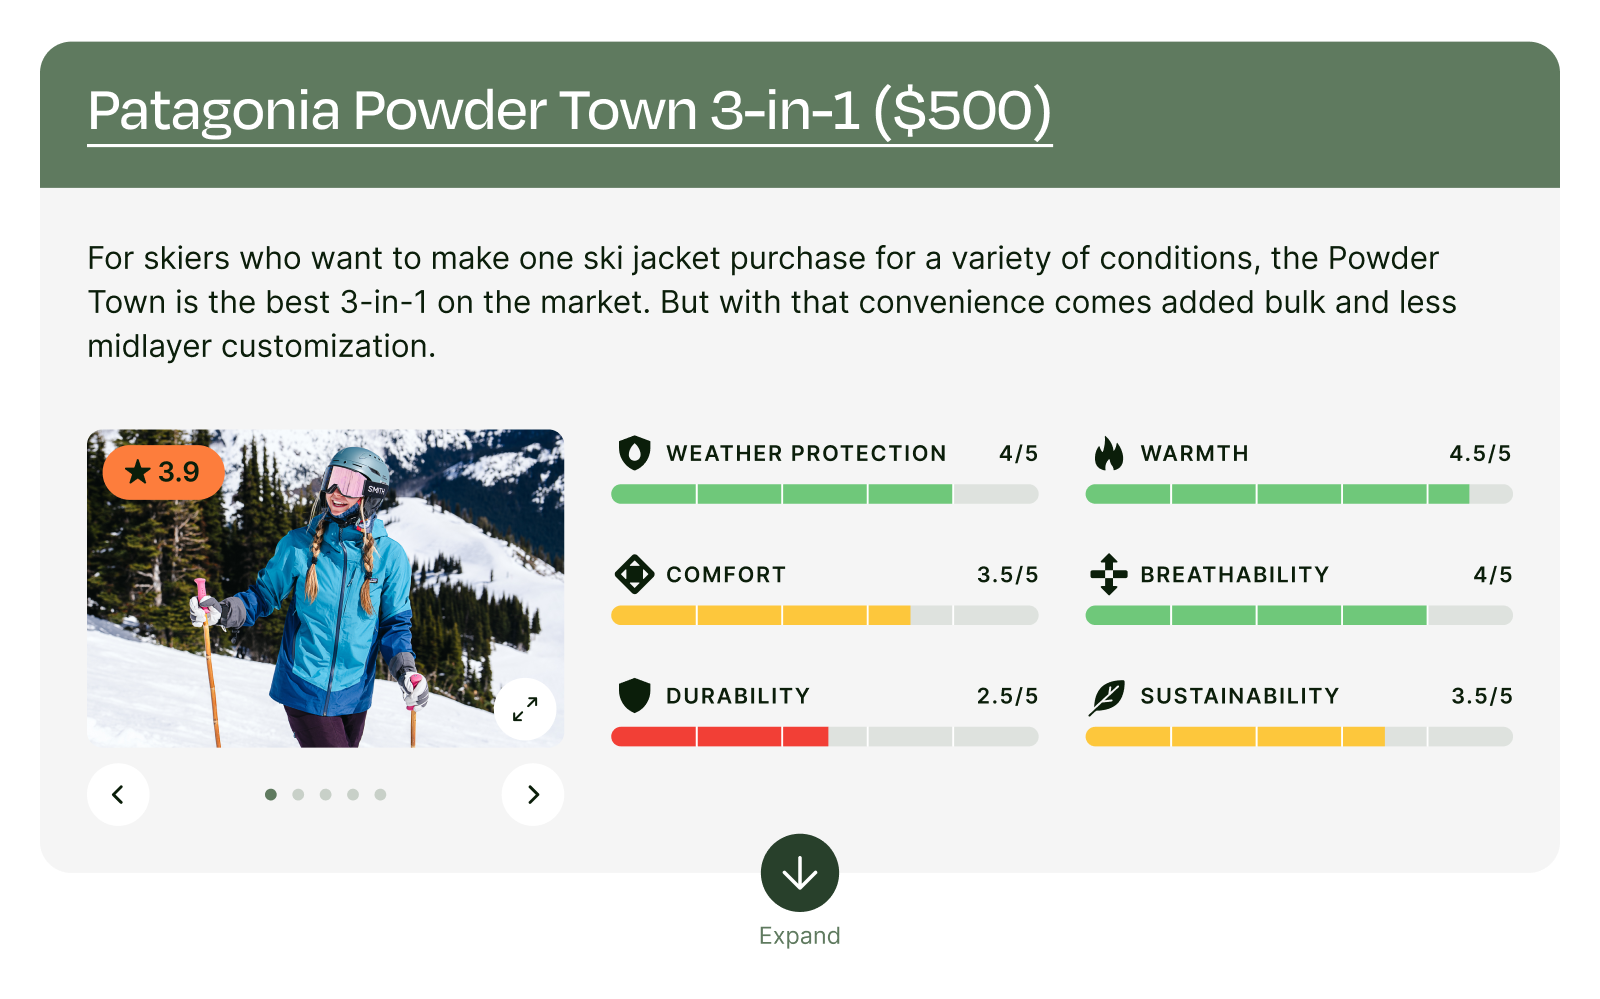 Patagonia Powder Town 3-in-1 ($500)
For skiers who want to make one ski jacket purchase for a variety of conditions, the Powder
Town is the best 3-in-1 on the market. But with that convenience comes added bulk and less
midlayer customization.
3.9
SMITH
WEATHER PROTECTION 4/5
WARMTH 4.5/5
COMFORT 3.5/5
BREATHABILITY 4/5
DURABILITY 2.5/5
SUSTAINABILITY 3.5/5
Expand